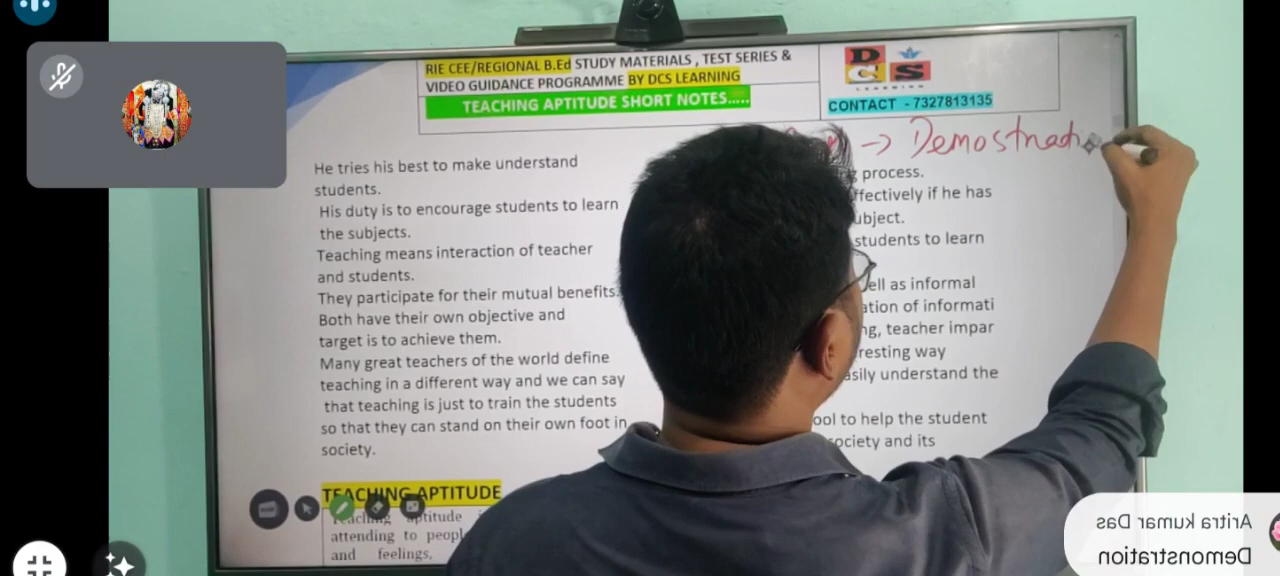 RIE CEE/REGIONAL B.Ed STUDY MATERIALS , TEST SERIES &
VIDEO GUIDANCE PROGRAMME BY DCS LEARNING
TEACHING APTITUDE SHORT NOTES.....
D
C S
LEARNING
CONTACT - 7327813135
→ Demostrati
He tries his best to make understand
students.
His duty is to encourage students to learn
the subjects.
Teaching means interaction of teacher
and students.
They participate for their mutual benefits.
Both have their own objective and
target is to achieve them.
Many great teachers of the world define
teaching in a different way and we can say
that teaching is just to train the students
so that they can stand on their own foot in
society.
process.
ffectively if he has
ubject.
students to learn
ell as informal
ation of informati
ng, teacher impar
resting way
asily understand the
ool to help the student
ociety and its
TEACHING APTITUDE
Teaching aptitude
attending to peopl
and feelings,
Aritra kumar Das
Demonstration